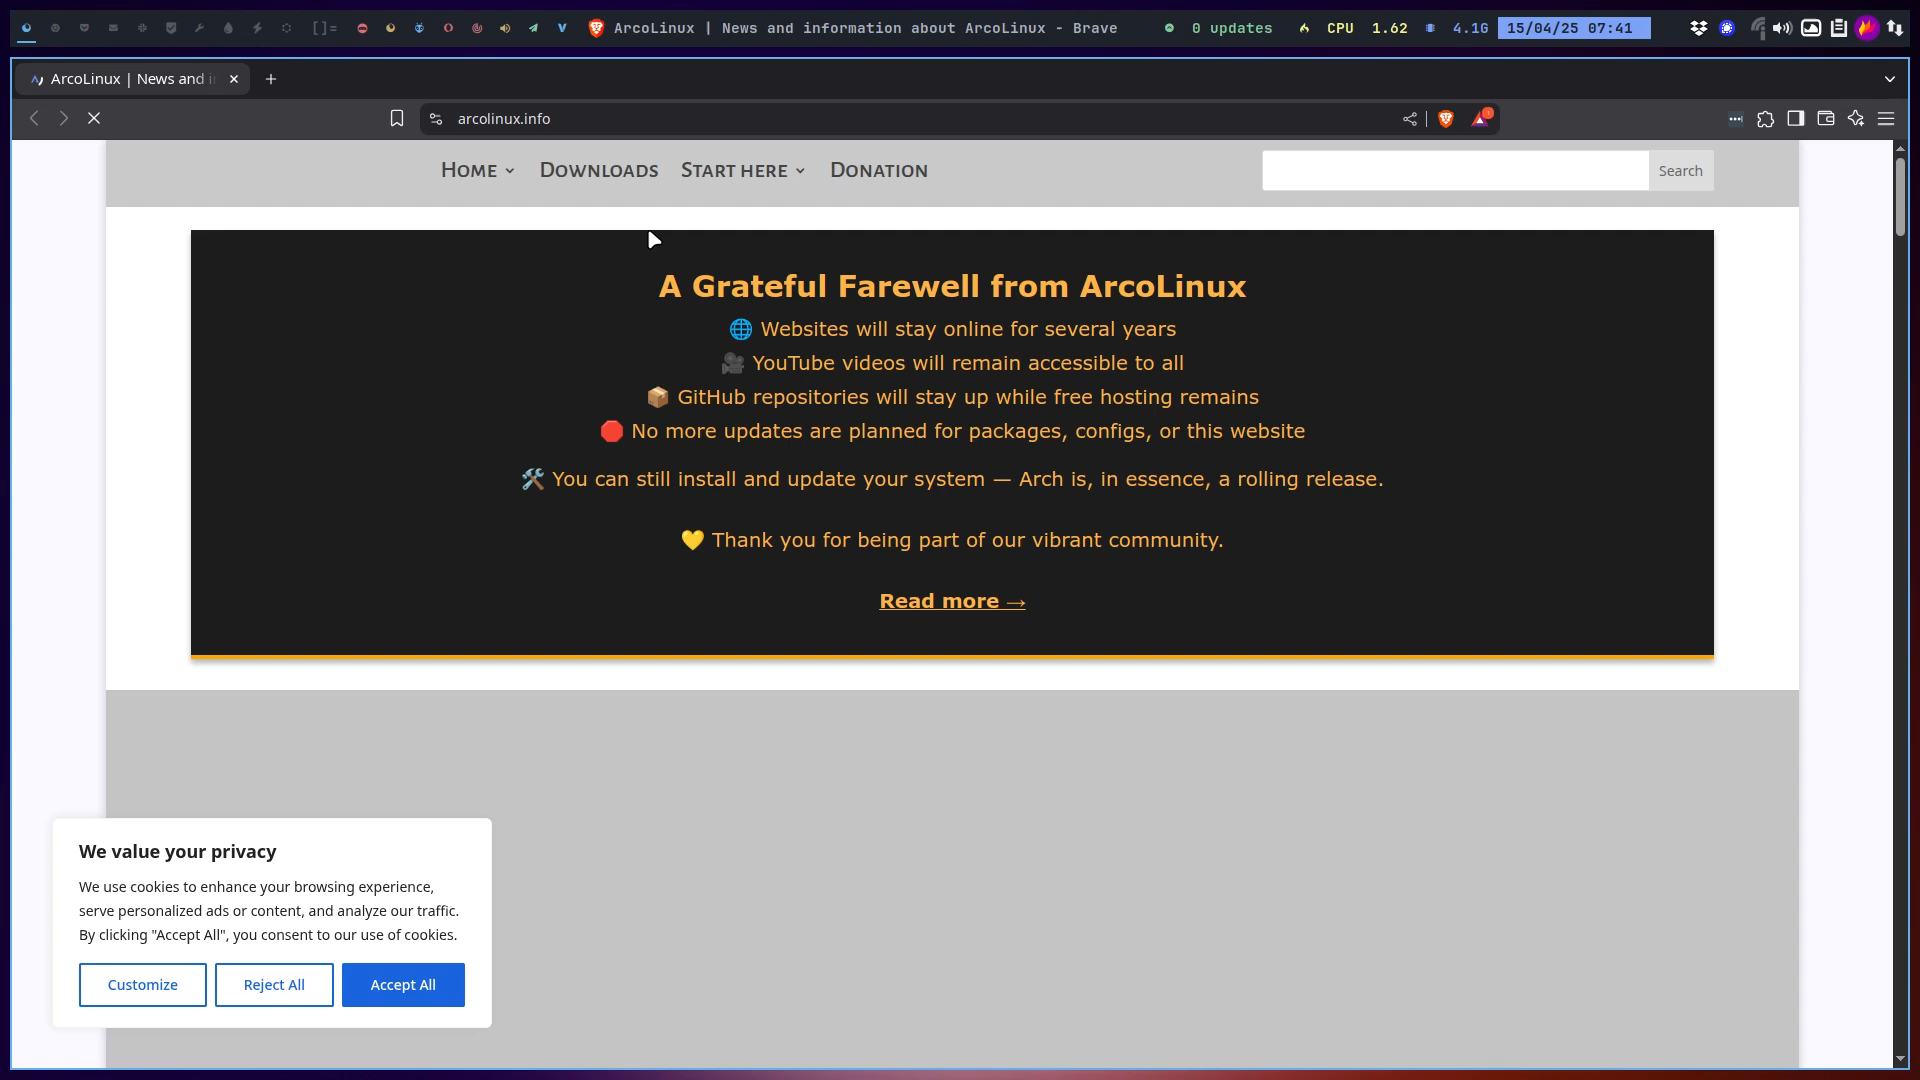 []=
ArcoLinux | News and information about ArcoLinux - Brave
0 updates
CPU 1.62
4.1G
15/04/25 07:41
ArcoLinux | News and i
arcolinux.info
Home
Downloads
Start here
Donation
Search
A Grateful Farewell from ArcoLinux
🌐 Websites will stay online for several years
🎥 YouTube videos will remain accessible to all
📦 GitHub repositories will stay up while free hosting remains
🛑 No more updates are planned for packages, configs, or this website
🛠️ You can still install and update your system — Arch is, in essence, a rolling release.
💛 Thank you for being part of our vibrant community.
Read more →
We value your privacy
We use cookies to enhance your browsing experience,
serve personalized ads or content, and analyze our traffic.
By clicking "Accept All", you consent to our use of cookies.
Customize
Reject All
Accept All